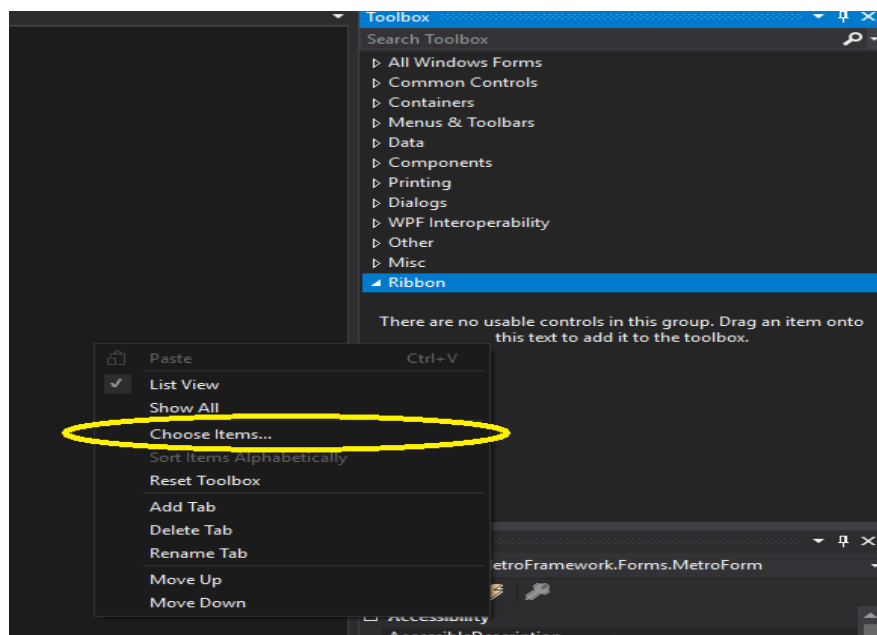 Toolbox
Search Toolbox
All Windows Forms
Common Controls
Containers
Menus & Toolbars
Data
Components
Printing
Dialogs
WPF Interoperability
Other
Misc
Ribbon
There are no usable controls in this group. Drag an item onto
this text to add it to the toolbox.
Paste Ctrl+V
List View
Show All
Choose Items...
Sort Items Alphabetically
Reset Toolbox
Add Tab
Delete Tab
Rename Tab
Move Up
Move Down
etroFramework.Forms.MetroForm
Accessibility
AccessibleDescription